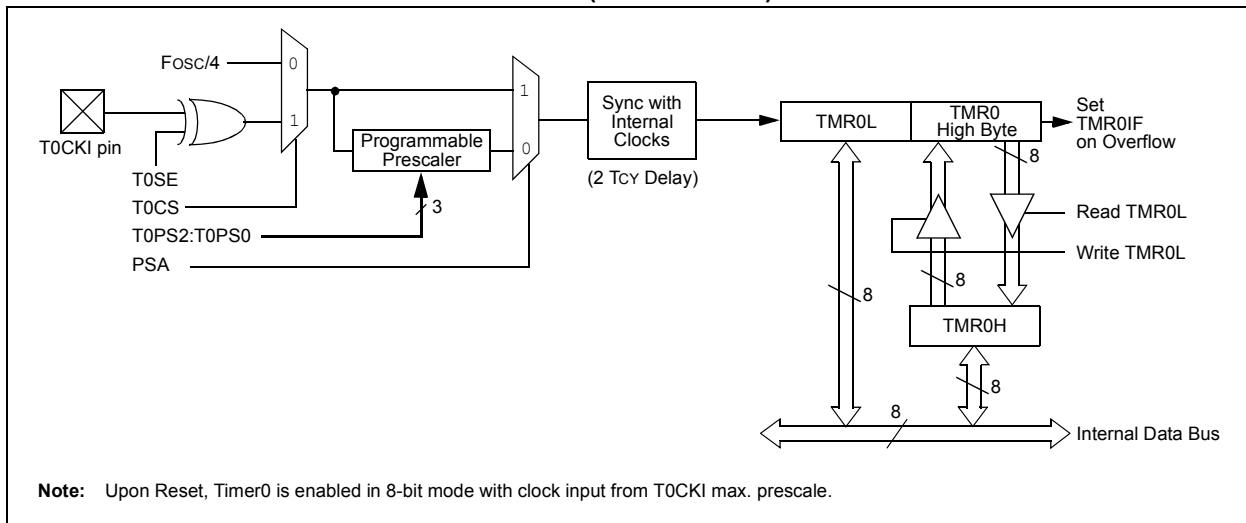 Fosc/4
0
1
T0CKI pin
T0SE
T0CS
T0PS2:T0PS0
PSA
Programmable
Prescaler
3
1
0
Sync with
Internal
Clocks
(2 TCY Delay)
TMR0L
TMR0
High Byte
Set
TMR0IF
on Overflow
8
Read TMR0L
Write TMR0L
8
8
TMR0H
8
8
Internal Data Bus
Note: Upon Reset, Timer0 is enabled in 8-bit mode with clock input from T0CKI max. prescale.